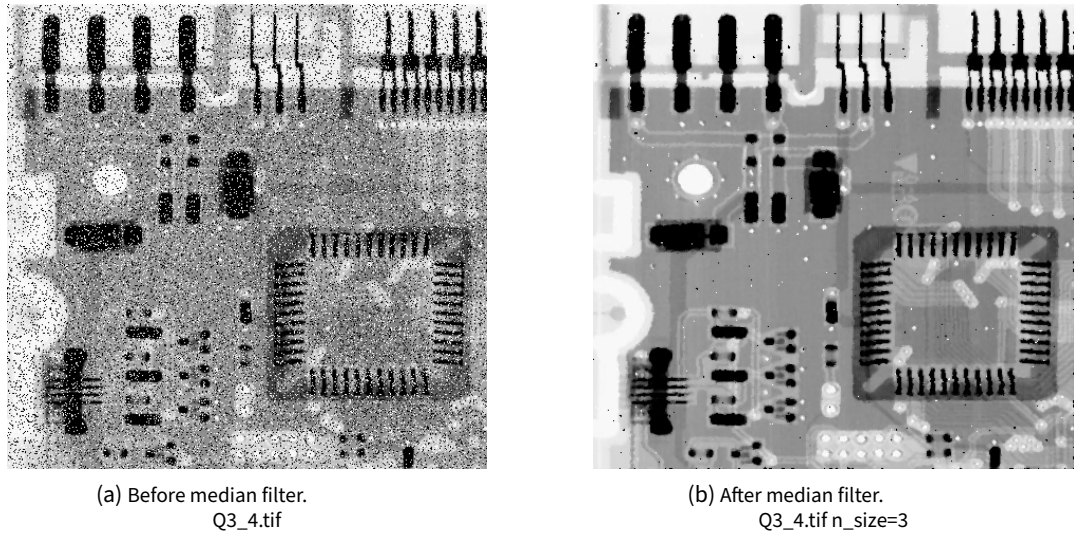 (a) Before median filter.
Q3_4.tif
(b) After median filter.
Q3_4.tif n_size=3